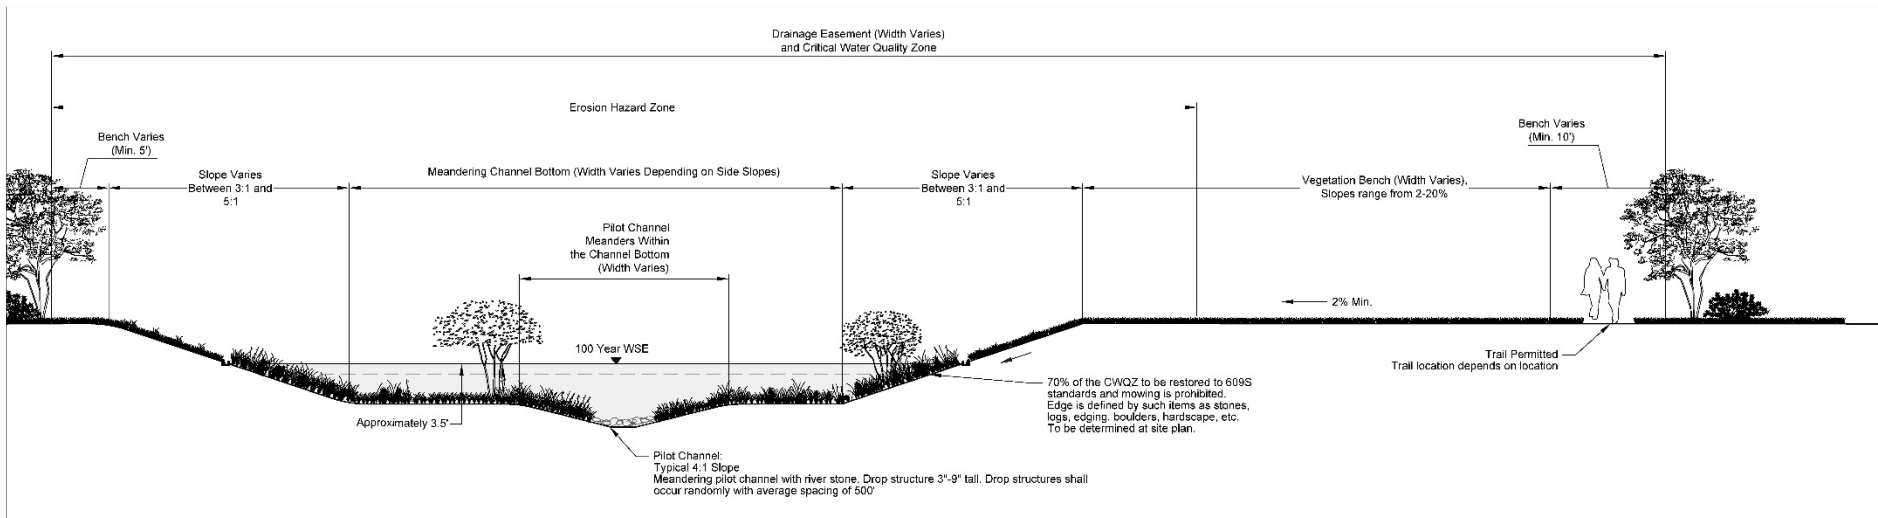 Drainage Easement (Width Varies)
and Critical Water Quality Zone
Erosion Hazard Zone
Bench Varies
(Min. 5')
Bench Varies
(Min. 10')
Slope Varies
Between 3:1 and
5:1
Meandering Channel Bottom (Width Varies Depending on Side Slopes)
Slope Varies
Between 3:1 and
5:1
Vegetation Bench (Width Varies),
Slopes range from 2-20%
Pilot Channel
Meanders Within
the Channel Bottom
(Width Varies)
2% Min.
100 Year WSE
Trail Permitted
Trail location depends on location
70% of the CWQZ to be restored to 609S
standards and mowing is prohibited.
Edge is defined by such items as stones,
logs, edging, boulders, hardscape, etc.
To be determined at site plan.
Approximately 3.5'
Pilot Channel:
Typical 4:1 Slope
Meandering pilot channel with river stone. Drop structure 3"-9" tall. Drop structures shall
occur randomly with average spacing of 500'